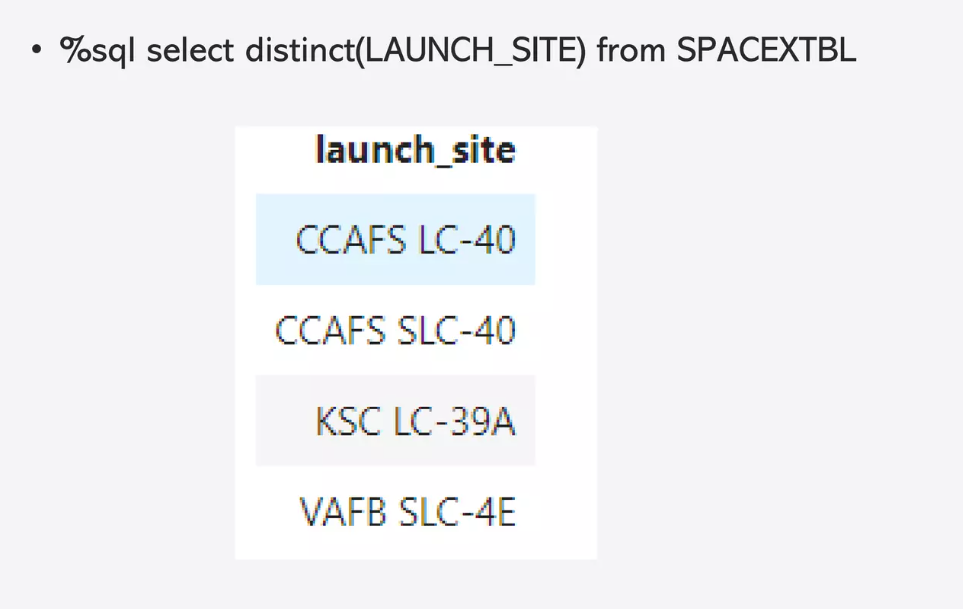 • %sql select distinct(LAUNCH_SITE) from SPACEXTBL
launch_site
CCAFS LC-40
CCAFS SLC-40
KSC LC-39A
VAFB SLC-4E